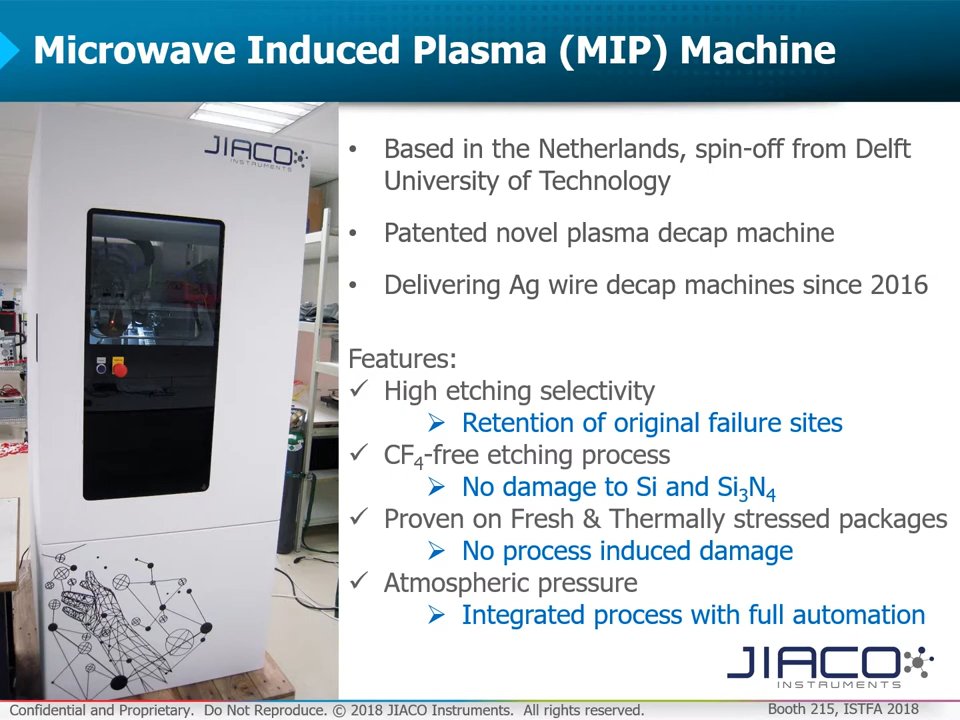 Microwave Induced Plasma (MIP) Machine
JIACO
INSTRUMENTS
• Based in the Netherlands, spin-off from Delft
University of Technology
• Patented novel plasma decap machine
• Delivering Ag wire decap machines since 2016
Features:
✓ High etching selectivity
➢ Retention of original failure sites
✓ CF₄-free etching process
➢ No damage to Si and Si₃N₄
✓ Proven on Fresh & Thermally stressed packages
➢ No process induced damage
✓ Atmospheric pressure
➢ Integrated process with full automation
JIACO
INSTRUMENTS
Confidential and Proprietary. Do Not Reproduce. © 2018 JIACO Instruments. All rights reserved.
Booth 215, ISTFA 2018